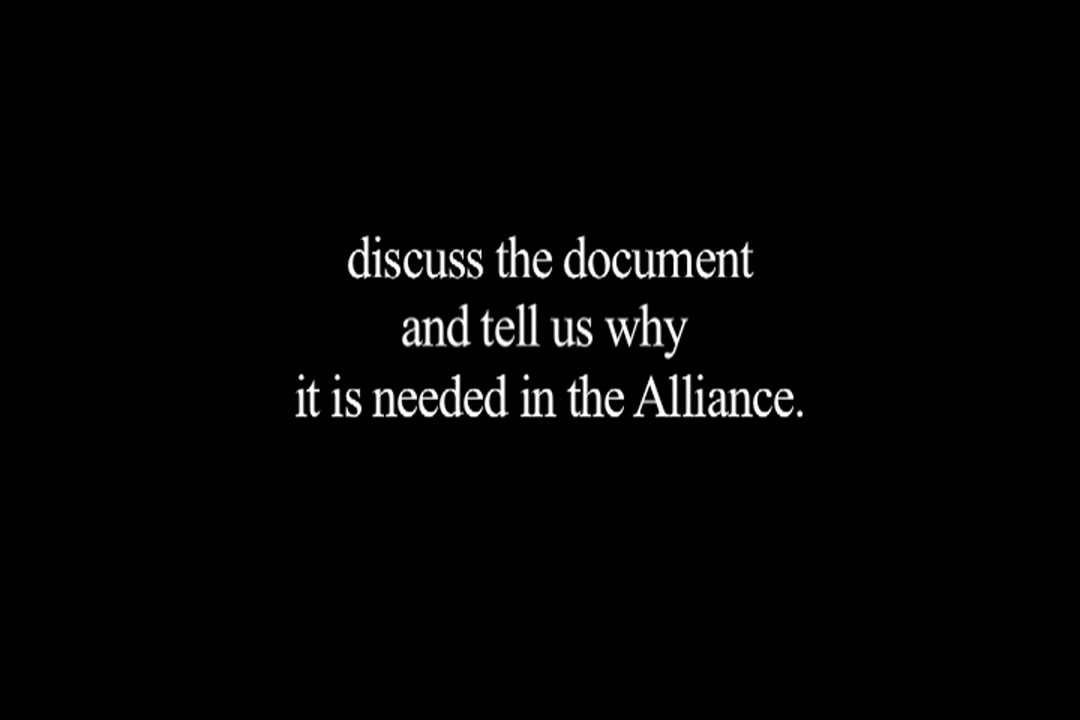 discuss the document
and tell us why
it is needed in the Alliance.